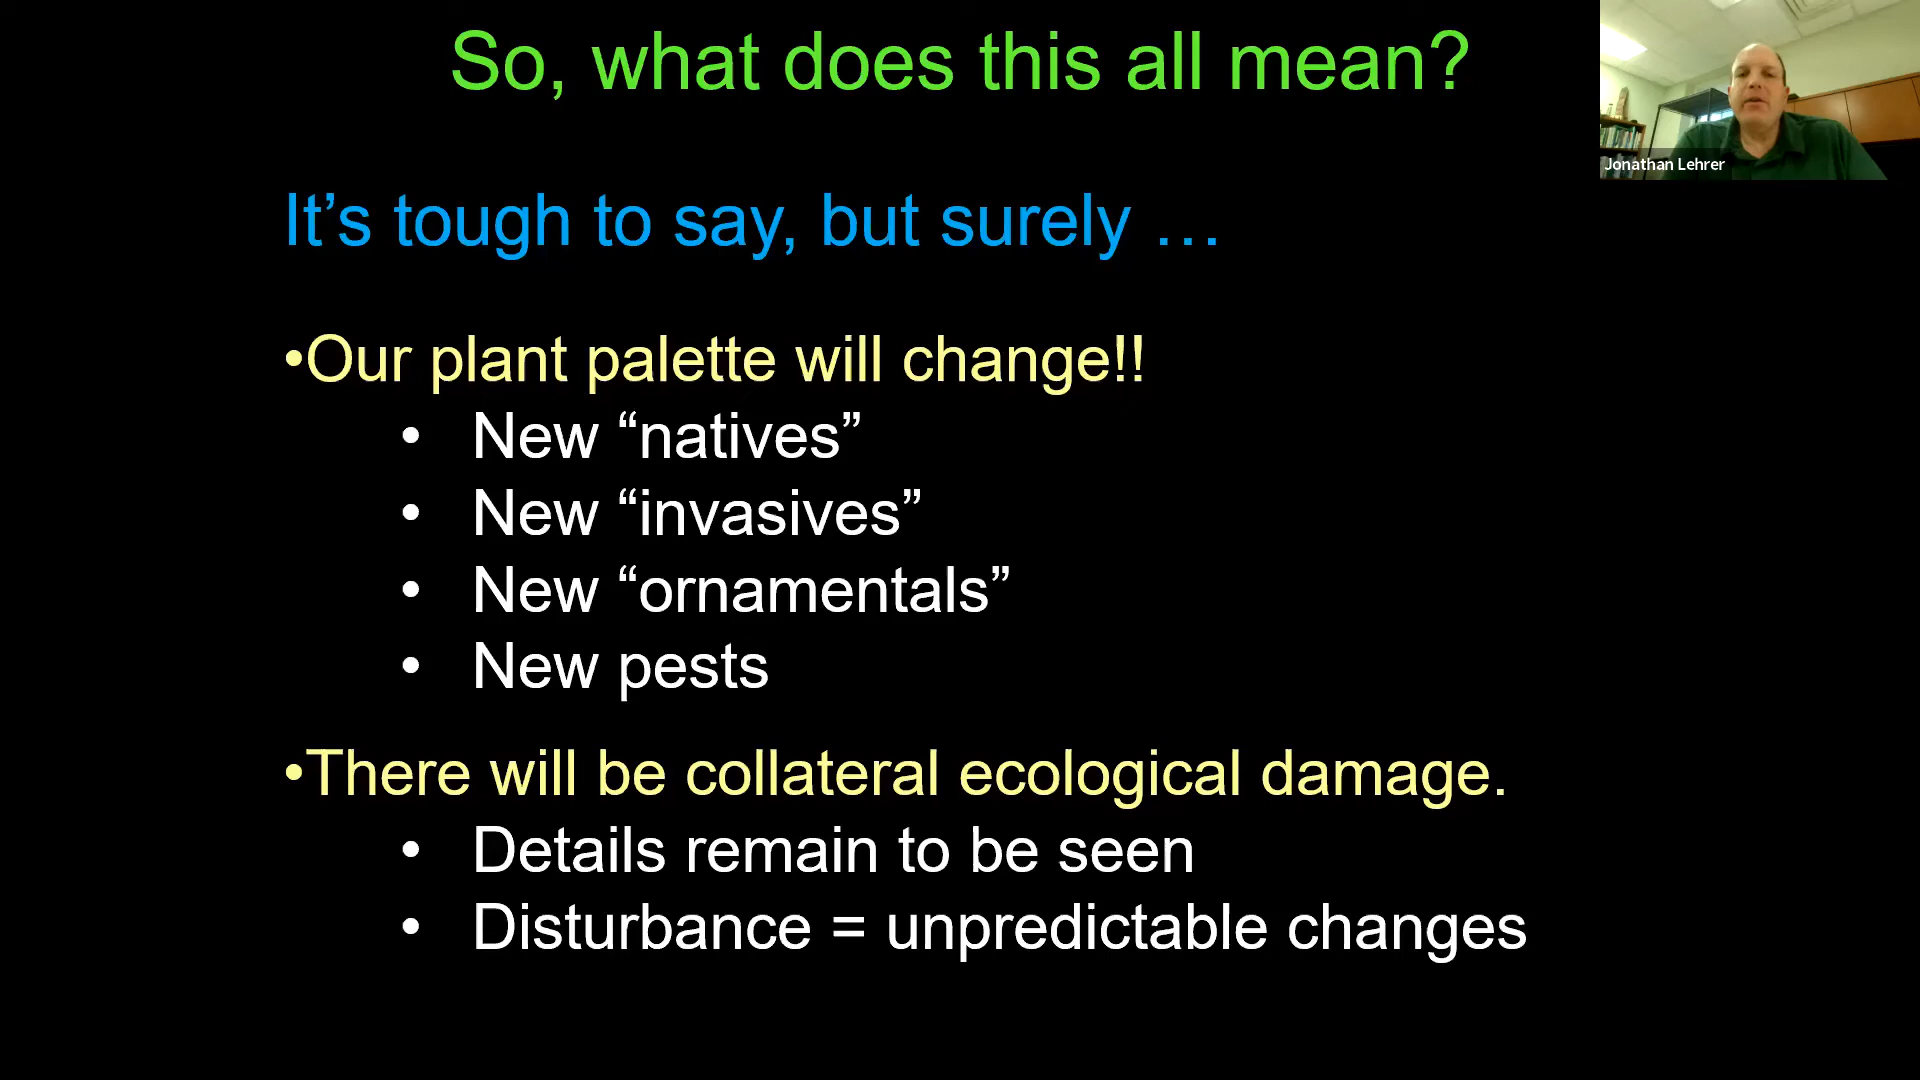 So, what does this all mean?
Jonathan Lehrer
It’s tough to say, but surely …
•Our plant palette will change!!
• New “natives”
• New “invasives”
• New “ornamentals”
• New pests
•There will be collateral ecological damage.
• Details remain to be seen
• Disturbance = unpredictable changes